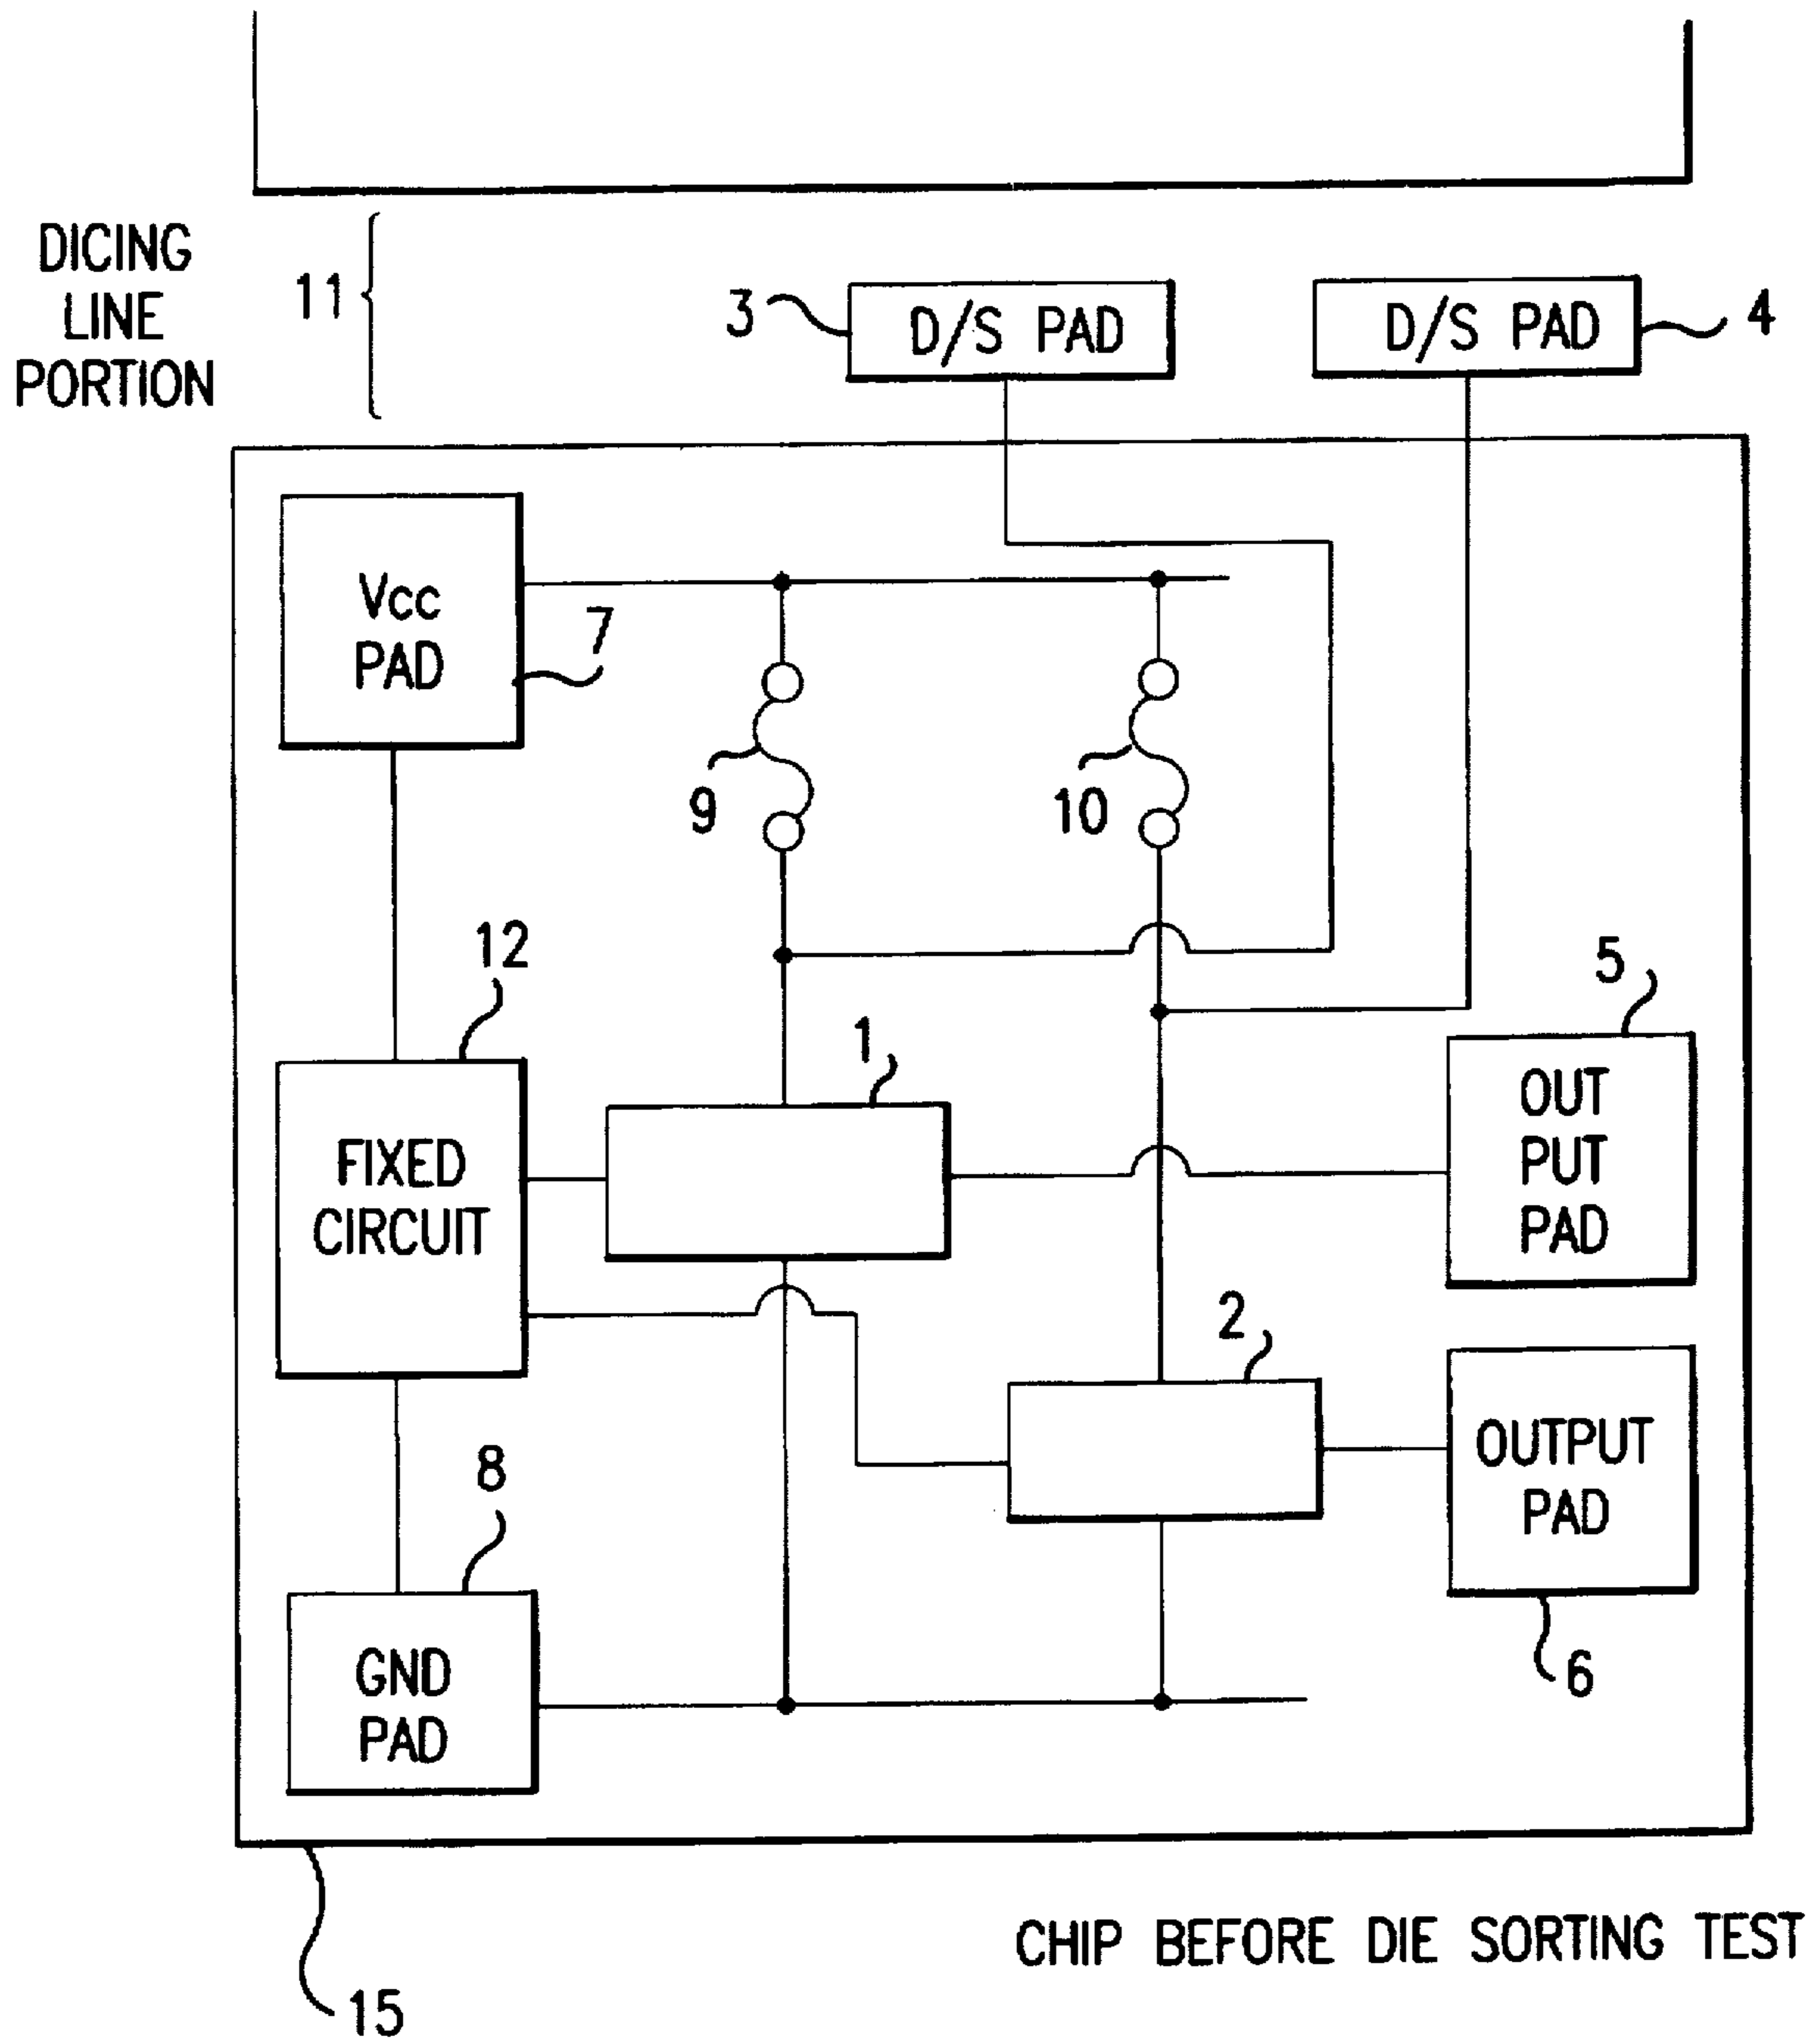 DICING
LINE
PORTION
11
3
D/S PAD
D/S PAD
4
Vcc
PAD
7
9
10
12
5
1
FIXED
CIRCUIT
OUT
PUT
PAD
2
8
OUTPUT
PAD
GND
PAD
6
CHIP BEFORE DIE SORTING TEST
15